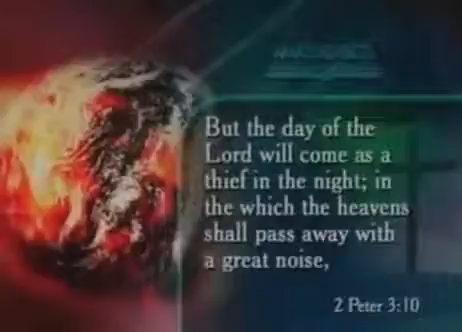 But the day of the
Lord will come as a
thief in the night; in
the which the heavens
shall pass away with
a great noise,
2 Peter 3:10